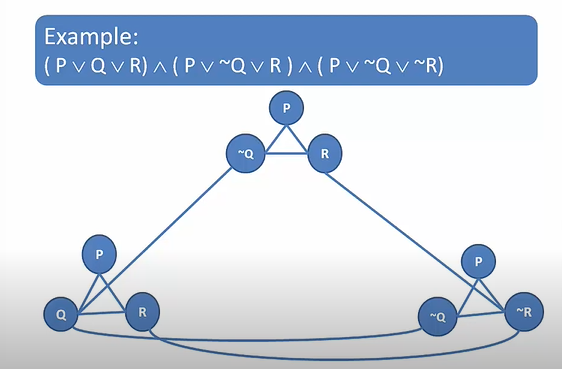 Example:
( P ∨ Q ∨ R) ∧ ( P ∨ ~Q ∨ R ) ∧ ( P ∨ ~Q ∨ ~R)
P
~Q R
P P
Q R ~Q ~R